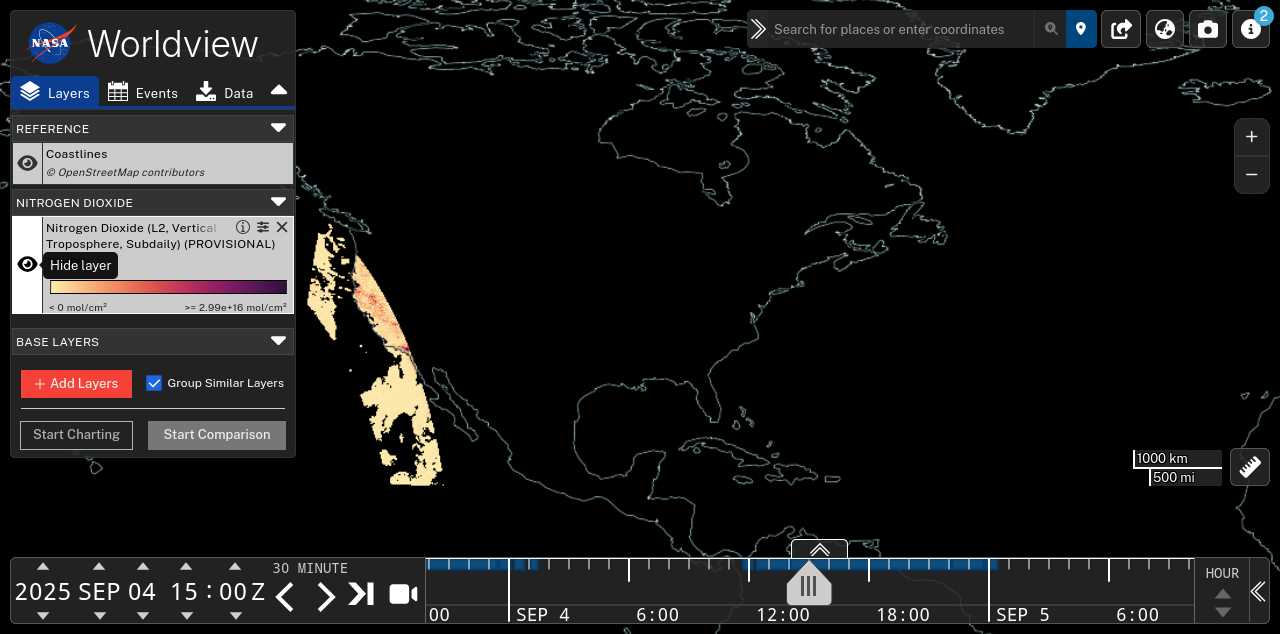 NASA
Worldview
Layers
Events
Data
REFERENCE
Coastlines
© OpenStreetMap contributors
NITROGEN DIOXIDE
Nitrogen Dioxide (L2, Vertical
Troposphere, Subdaily) (PROVISIONAL)
Hide layer
< 0 mol/cm² >= 2.99e+16 mol/cm²
BASE LAYERS
+ Add Layers
Group Similar Layers
Start Charting
Start Comparison
Search for places or enter coordinates
2
+
−
1000 km
500 mi
2025 SEP 04 15 : 00 Z
30 MINUTE
00 SEP 4 6:00 12:00 18:00 SEP 5 6:00
HOUR